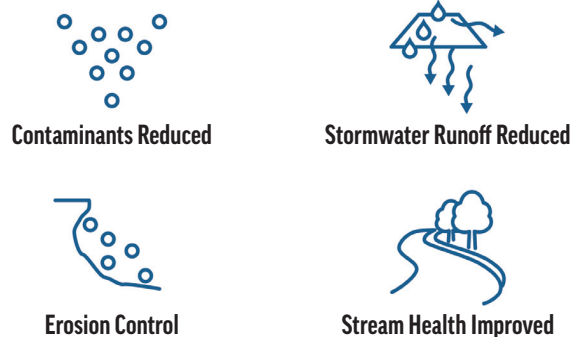 Contaminants Reduced
Stormwater Runoff Reduced
Erosion Control
Stream Health Improved